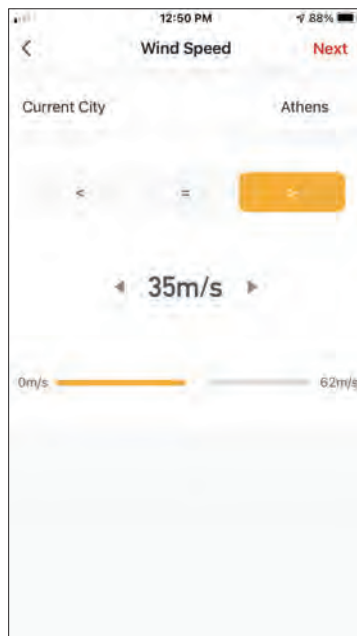 12:50 PM 88%
Wind Speed Next
Current City Athens
< = >
35m/s
0m/s 62m/s